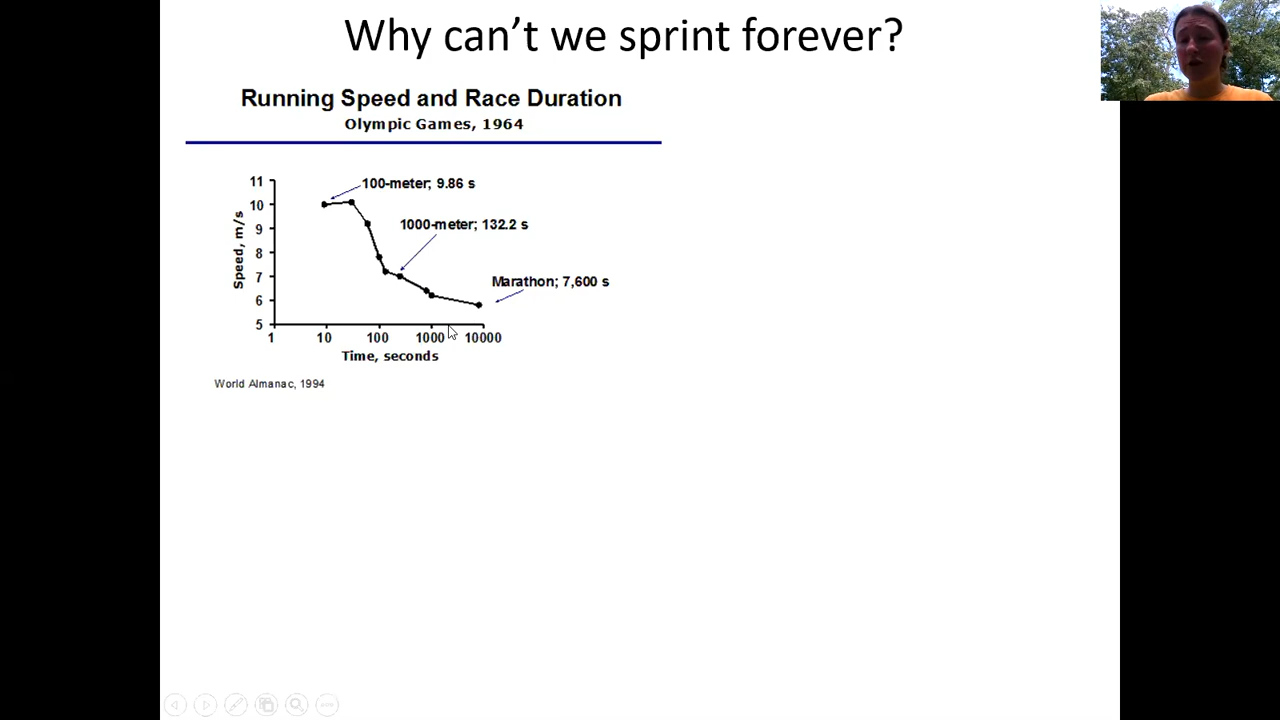 Why can't we sprint forever?
Running Speed and Race Duration
Olympic Games, 1964
11
10
9
8
7
6
5
Speed, m/s
100-meter; 9.86 s
1000-meter; 132.2 s
Marathon; 7,600 s
1 10 100 1000 10000
Time, seconds
World Almanac, 1994